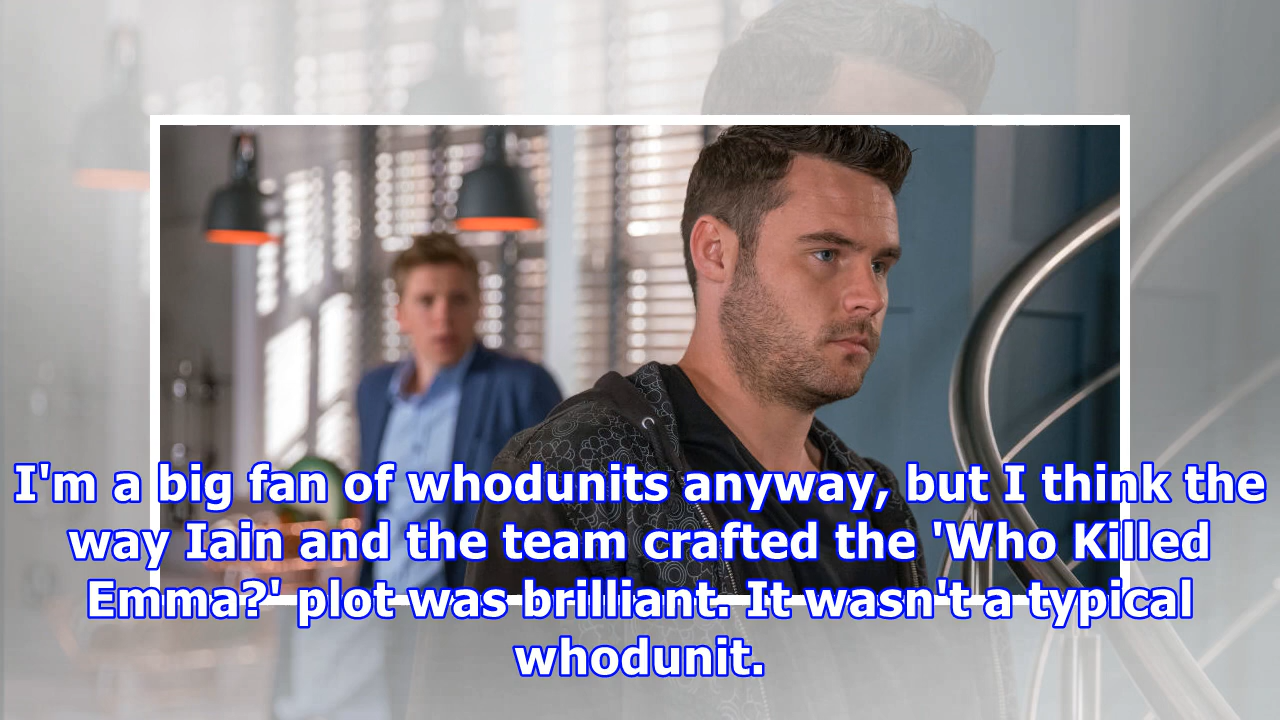 I'm a big fan of whodunits anyway, but I think the
way Iain and the team crafted the 'Who Killed
Emma?' plot was brilliant. It wasn't a typical
whodunit.